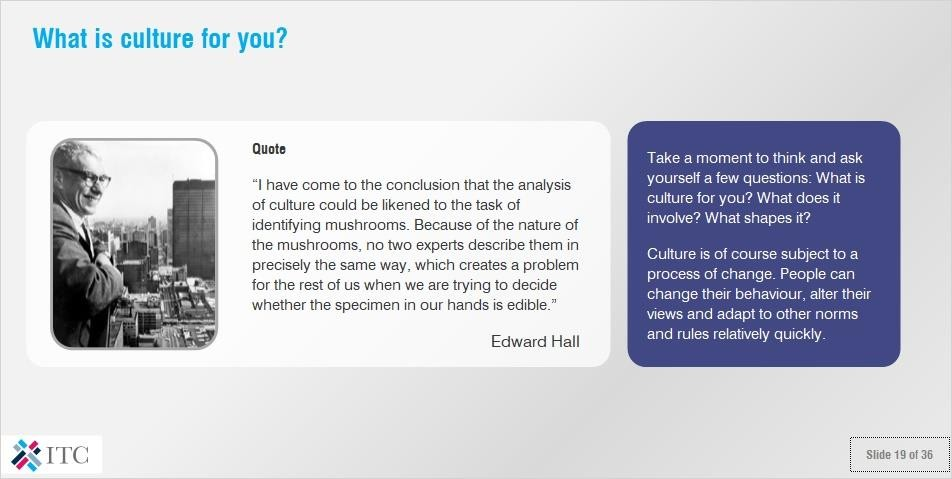 What is culture for you?
Quote
“I have come to the conclusion that the analysis
of culture could be likened to the task of
identifying mushrooms. Because of the nature of
the mushrooms, no two experts describe them in
precisely the same way, which creates a problem
for the rest of us when we are trying to decide
whether the specimen in our hands is edible.”
Edward Hall
Take a moment to think and ask
yourself a few questions: What is
culture for you? What does it
involve? What shapes it?
Culture is of course subject to a
process of change. People can
change their behaviour, alter their
views and adapt to other norms
and rules relatively quickly.
ITC
Slide 19 of 36